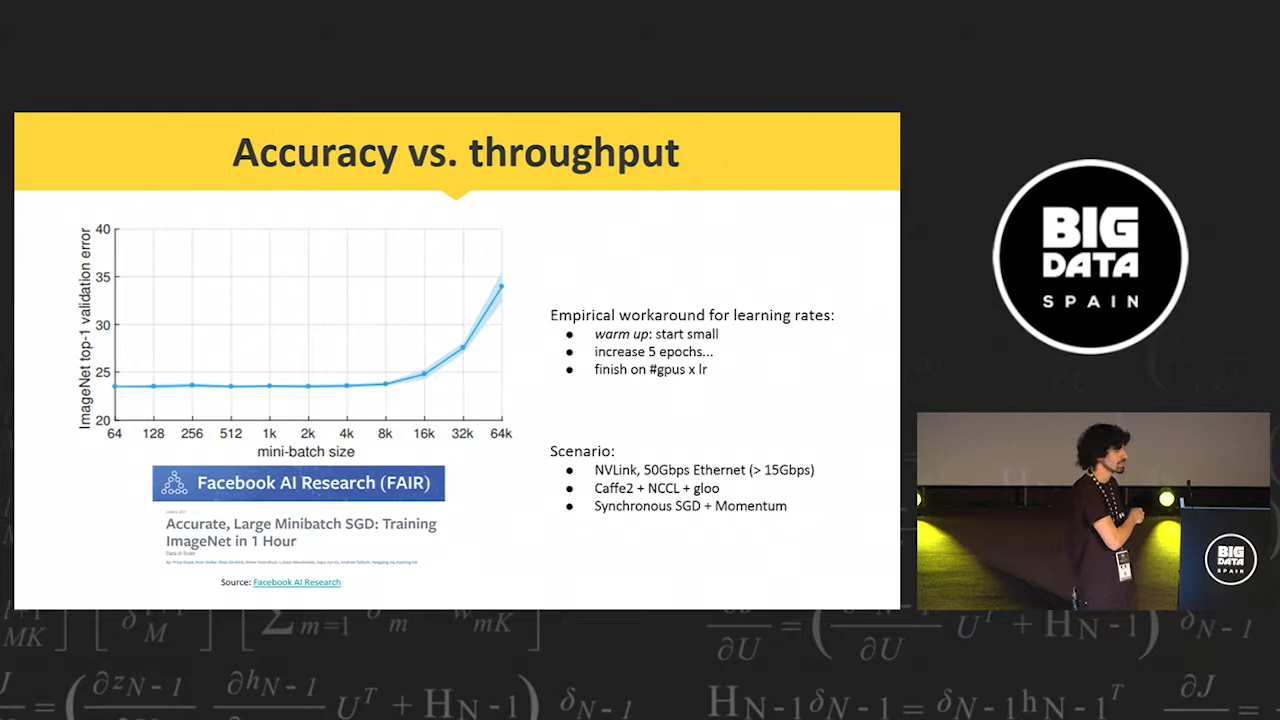 Accuracy vs. throughput
ImageNet top-1 validation error
40
35
30
25
20
64 128 256 512 1k 2k 4k 8k 16k 32k 64k
mini-batch size
Facebook AI Research (FAIR)
Accurate, Large Minibatch SGD: Training
ImageNet in 1 Hour
Data @ Scale
Source: Facebook AI Research
Empirical workaround for learning rates:
● warm up: start small
● increase 5 epochs...
● finish on #gpus x lr
Scenario:
● NVLink, 50Gbps Ethernet (> 15Gbps)
● Caffe2 + NCCL + gloo
● Synchronous SGD + Momentum
BIG
DATA
SPAIN
BIG
DATA
SPAIN